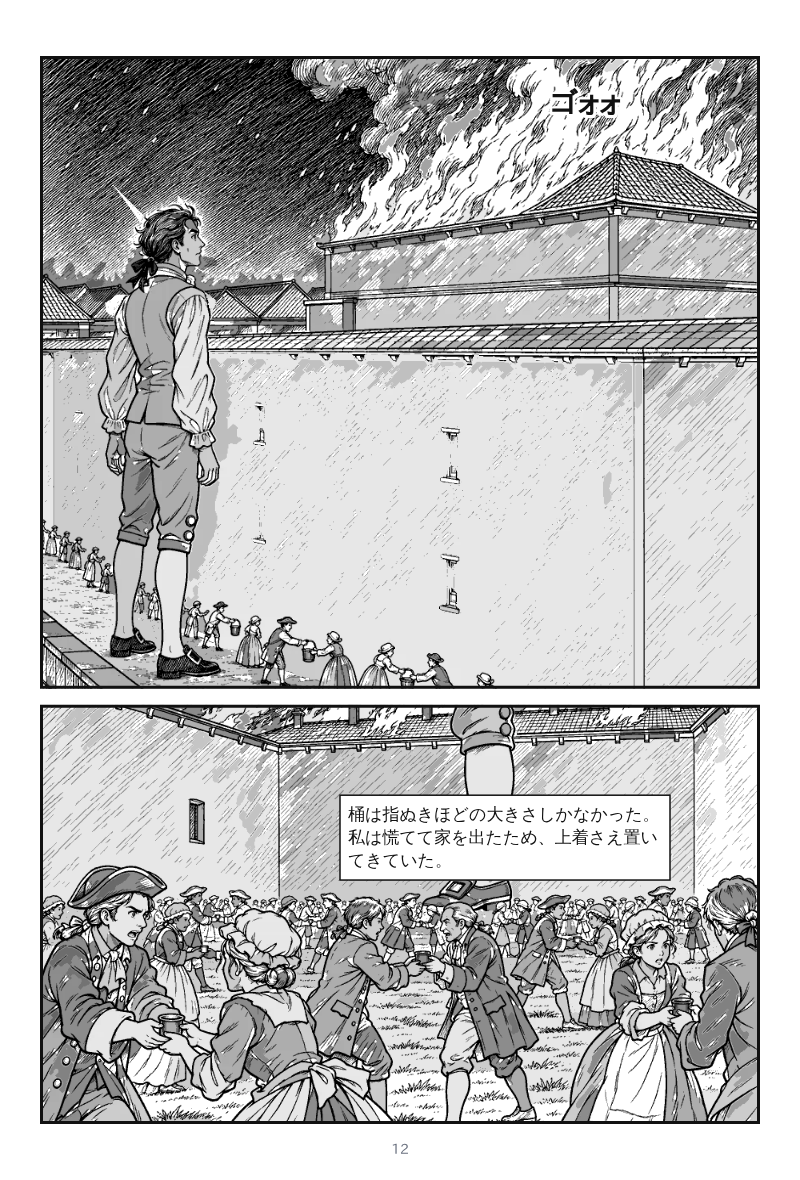 ゴォォ
桶は指ぬきほどの大きさしかなかった。
私は慌てて家を出たため、上着さえ置い
てきていた。
12